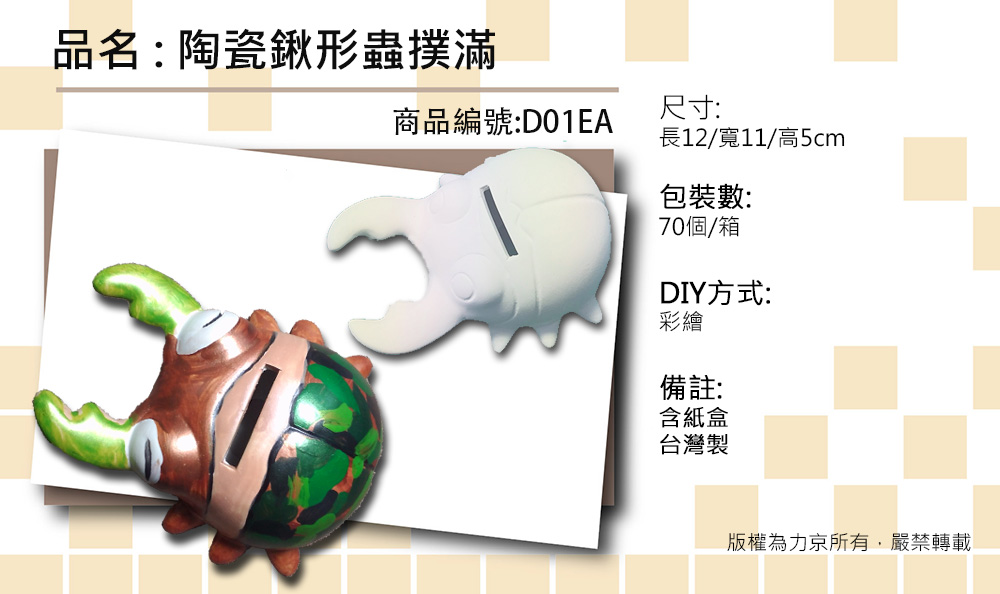 品名 : 陶瓷鍬形蟲撲滿
商品編號:D01EA
尺寸:
長12/寬11/高5cm
包裝數:
70個/箱
DIY方式:
彩繪
備註:
含紙盒
台灣製
版權為力京所有，嚴禁轉載